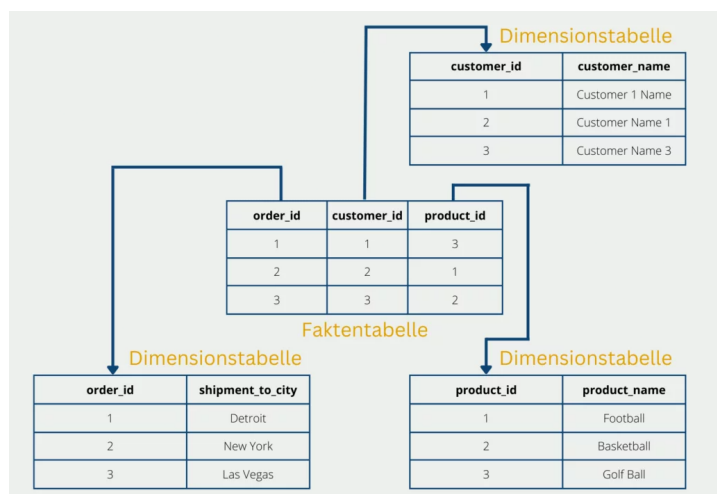 Dimensionstabelle
customer_id customer_name
1 Customer 1 Name
2 Customer Name 1
3 Customer Name 3
order_id customer_id product_id
1 1 3
2 2 1
3 3 2
Faktentabelle
Dimensionstabelle
order_id shipment_to_city
1 Detroit
2 New York
3 Las Vegas
Dimensionstabelle
product_id product_name
1 Football
2 Basketball
3 Golf Ball